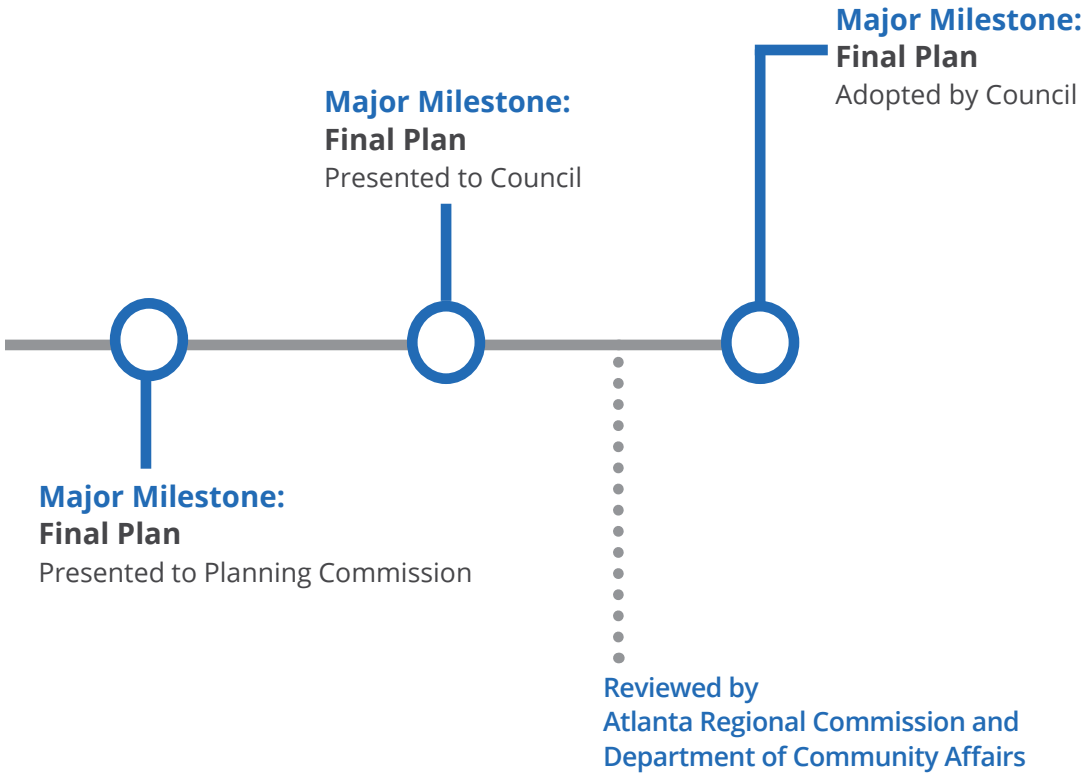 Major Milestone:
Final Plan
Adopted by Council
Major Milestone:
Final Plan
Presented to Council
Major Milestone:
Final Plan
Presented to Planning Commission
Reviewed by
Atlanta Regional Commission and
Department of Community Affairs